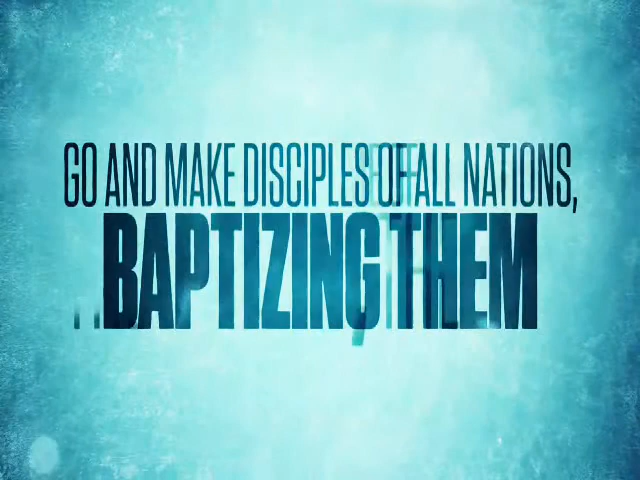 GO AND MAKE DISCIPLES OF ALL NATIONS,
BAPTIZING THEM